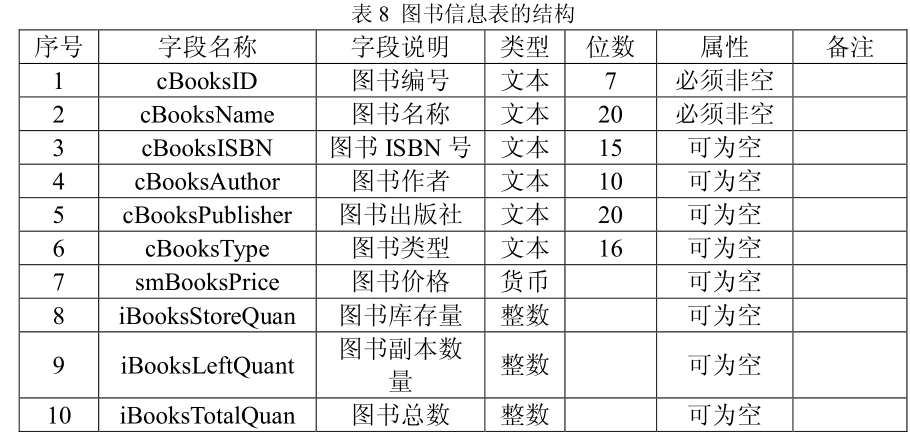 表 8 图书信息表的结构
序号 字段名称 字段说明 类型 位数 属性 备注
1 cBooksID 图书编号 文本 7 必须非空
2 cBooksName 图书名称 文本 20 必须非空
3 cBooksISBN 图书 ISBN 号 文本 15 可为空
4 cBooksAuthor 图书作者 文本 10 可为空
5 cBooksPublisher 图书出版社 文本 20 可为空
6 cBooksType 图书类型 文本 16 可为空
7 smBooksPrice 图书价格 货币 可为空
8 iBooksStoreQuan 图书库存量 整数 可为空
9 iBooksLeftQuant 图书副本数 整数 可为空
量
10 iBooksTotalQuan 图书总数 整数 可为空